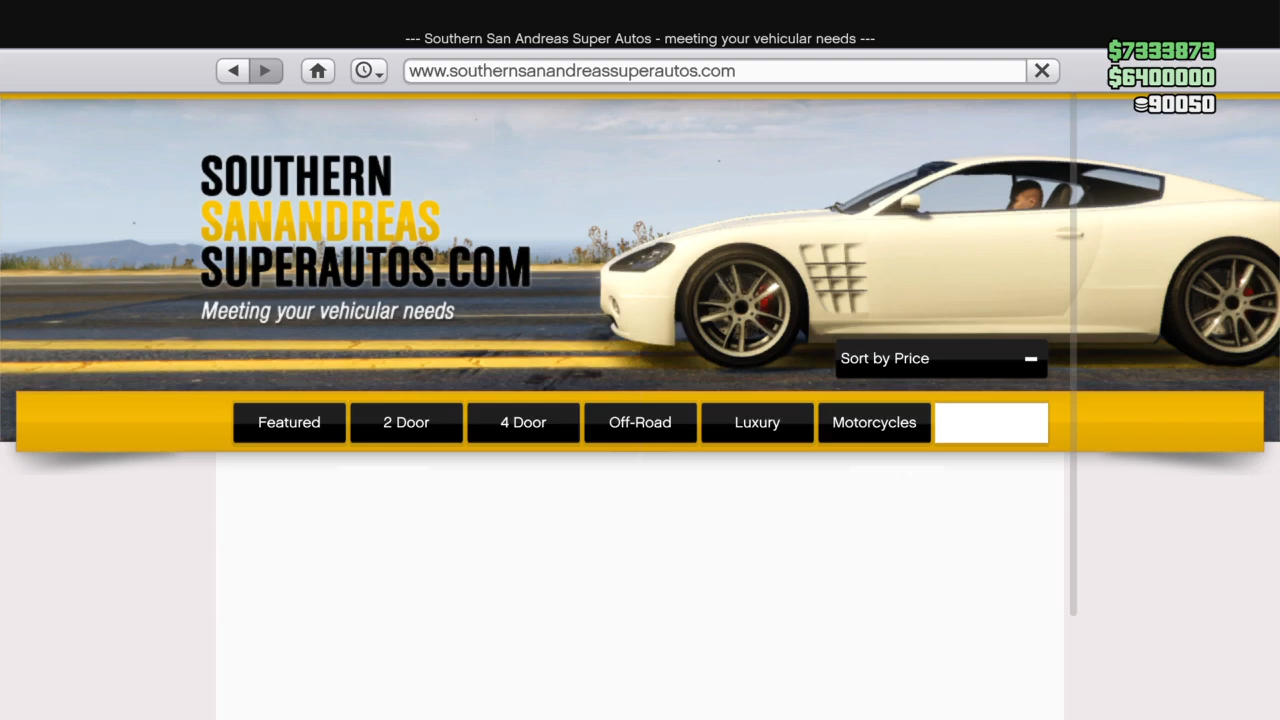 --- Southern San Andreas Super Autos - meeting your vehicular needs ---
www.southernsanandreassuperautos.com
$7333873
$6400000
90050
SOUTHERN
SANANDREAS
SUPERAUTOS.COM
Meeting your vehicular needs
Sort by Price
Featured
2 Door
4 Door
Off-Road
Luxury
Motorcycles